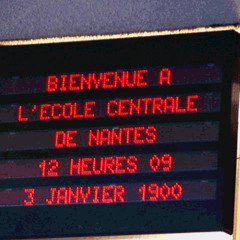 BIENVENUE A
L'ECOLE CENTRALE
DE NANTES
12 HEURES 09
3 JANVIER 1900